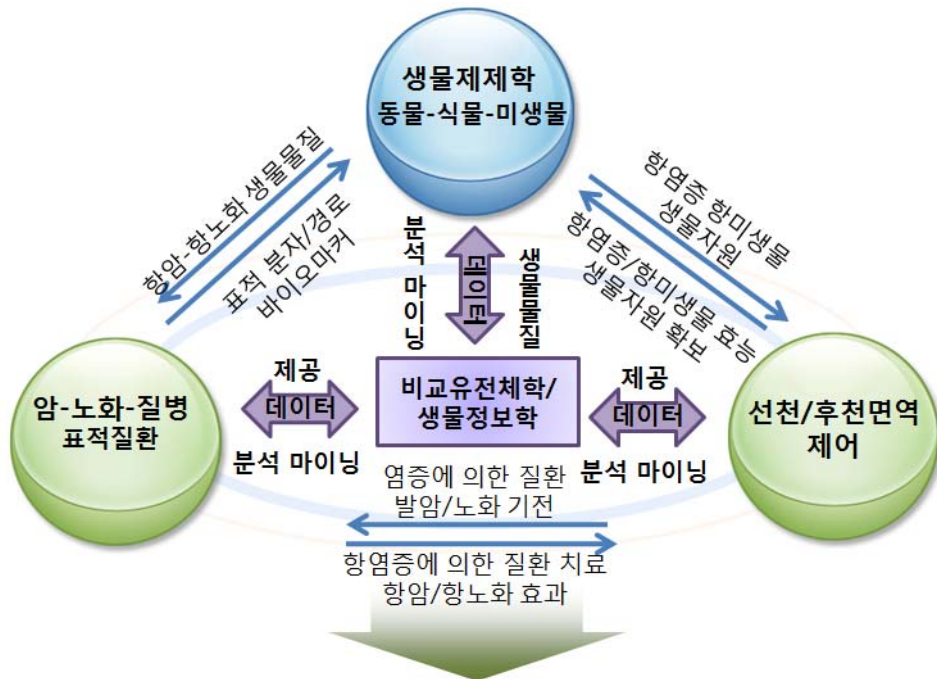 생물제제학
동물-식물-미생물
항암-항노화 생물물질
표적 분자/경로
바이오마커
항염증 항미생물
생물자원
항염증/항미생물 효능
생물자원 확보
분석 마이닝
데이터
생물물질
암-노화-질병
표적질환
제공
데이터
분석 마이닝
비교유전체학/
생물정보학
제공
데이터
분석 마이닝
선천/후천면역
제어
염증에 의한 질환
발암/노화 기전
항염증에 의한 질환 치료
항암/항노화 효과